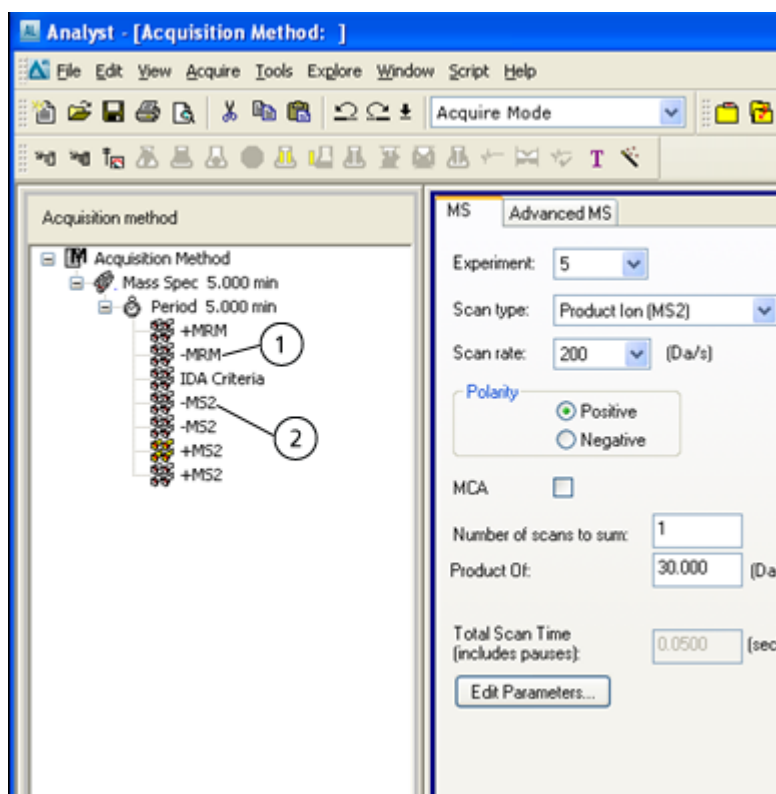 Analyst - [Acquisition Method: ]
File Edit View Acquire Tools Explore Window Script Help
Acquire Mode
T
Acquisition method
Acquisition Method
Mass Spec 5.000 min
Period 5.000 min
+MRM
-MRM
1
IDA Criteria
-MS2
-MS2
2
+MS2
+MS2
MS Advanced MS
Experiment: 5
Scan type: Product Ion (MS2)
Scan rate: 200 (Da/s)
Polarity
Positive
Negative
MCA
Number of scans to sum: 1
Product Of: 30.000 (Da
Total Scan Time
(includes pauses): 0.0500 (sec
Edit Parameters...